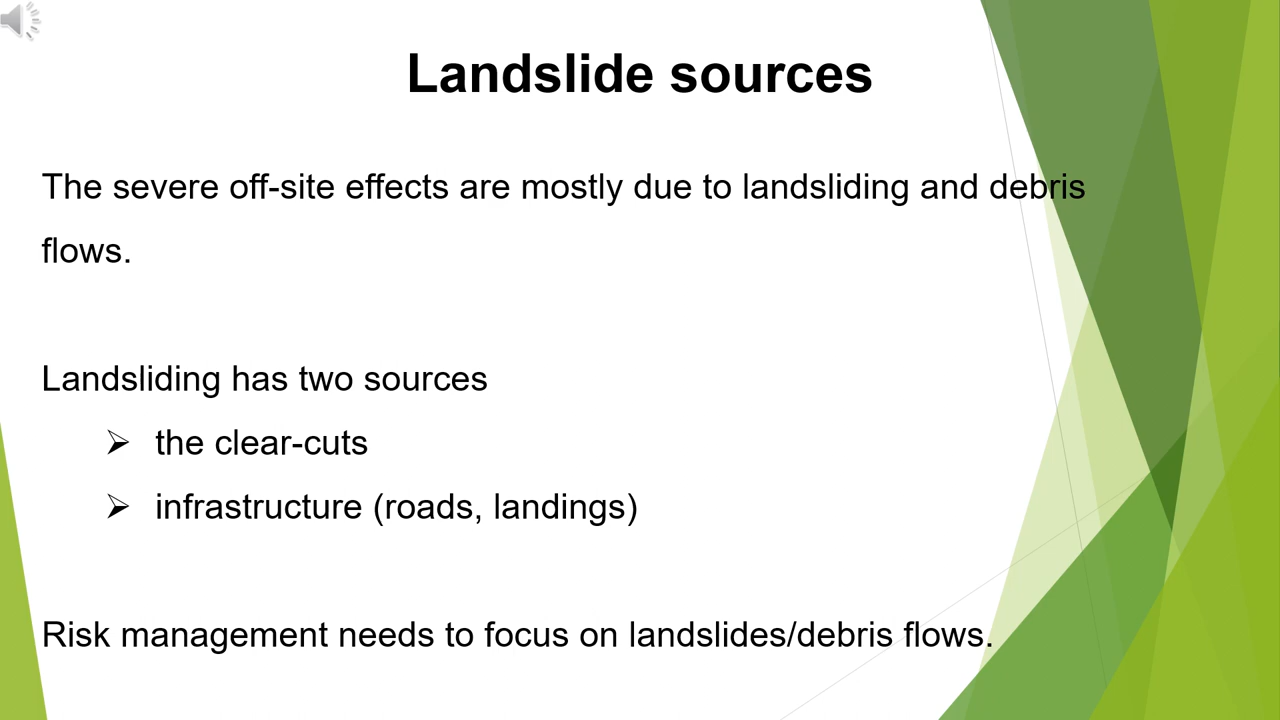 Landslide sources
The severe off-site effects are mostly due to landsliding and debris
flows.
Landsliding has two sources
➢ the clear-cuts
➢ infrastructure (roads, landings)
Risk management needs to focus on landslides/debris flows.